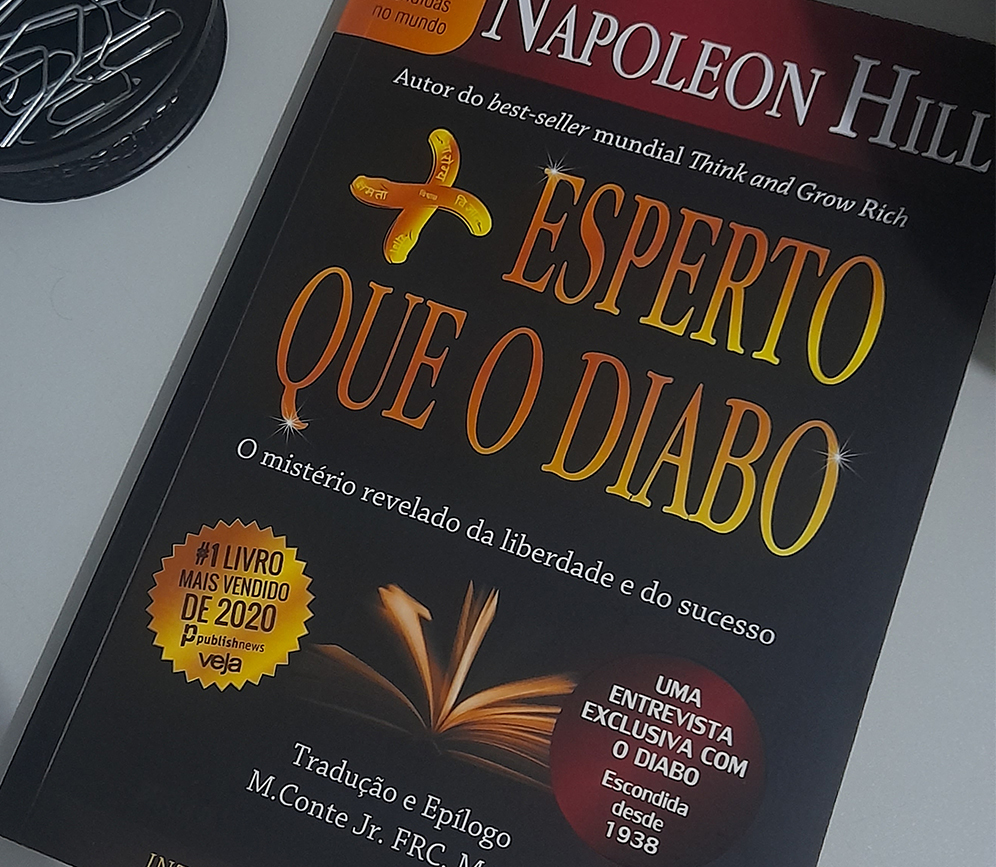 no mundo
NAPOLEON HILL
Autor do best-seller mundial Think and Grow Rich
ESPERTO
QUE O DIABO
O mistério revelado da liberdade e do sucesso
#1 LIVRO
MAIS VENDIDO
DE 2020
publishnews
veja
UMA
ENTREVISTA
EXCLUSIVA COM
O DIABO
Escondida
desde
1938
Tradução e Epílogo
M.Conte Jr. FRC, M